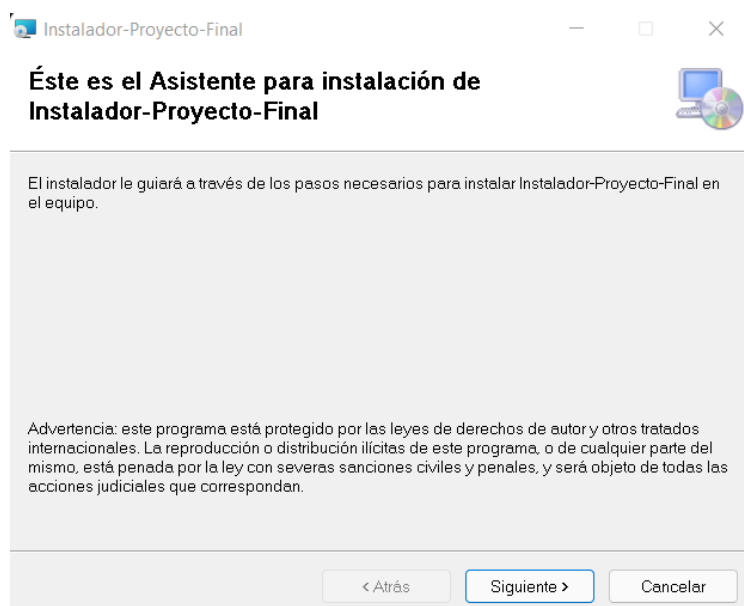 Instalador-Proyecto-Final
Éste es el Asistente para instalación de
Instalador-Proyecto-Final
El instalador le guiará a través de los pasos necesarios para instalar Instalador-Proyecto-Final en
el equipo.
Advertencia: este programa está protegido por las leyes de derechos de autor y otros tratados
internacionales. La reproducción o distribución ilícitas de este programa, o de cualquier parte del
mismo, está penada por la ley con severas sanciones civiles y penales, y será objeto de todas las
acciones judiciales que correspondan.
< Atrás
Siguiente >
Cancelar